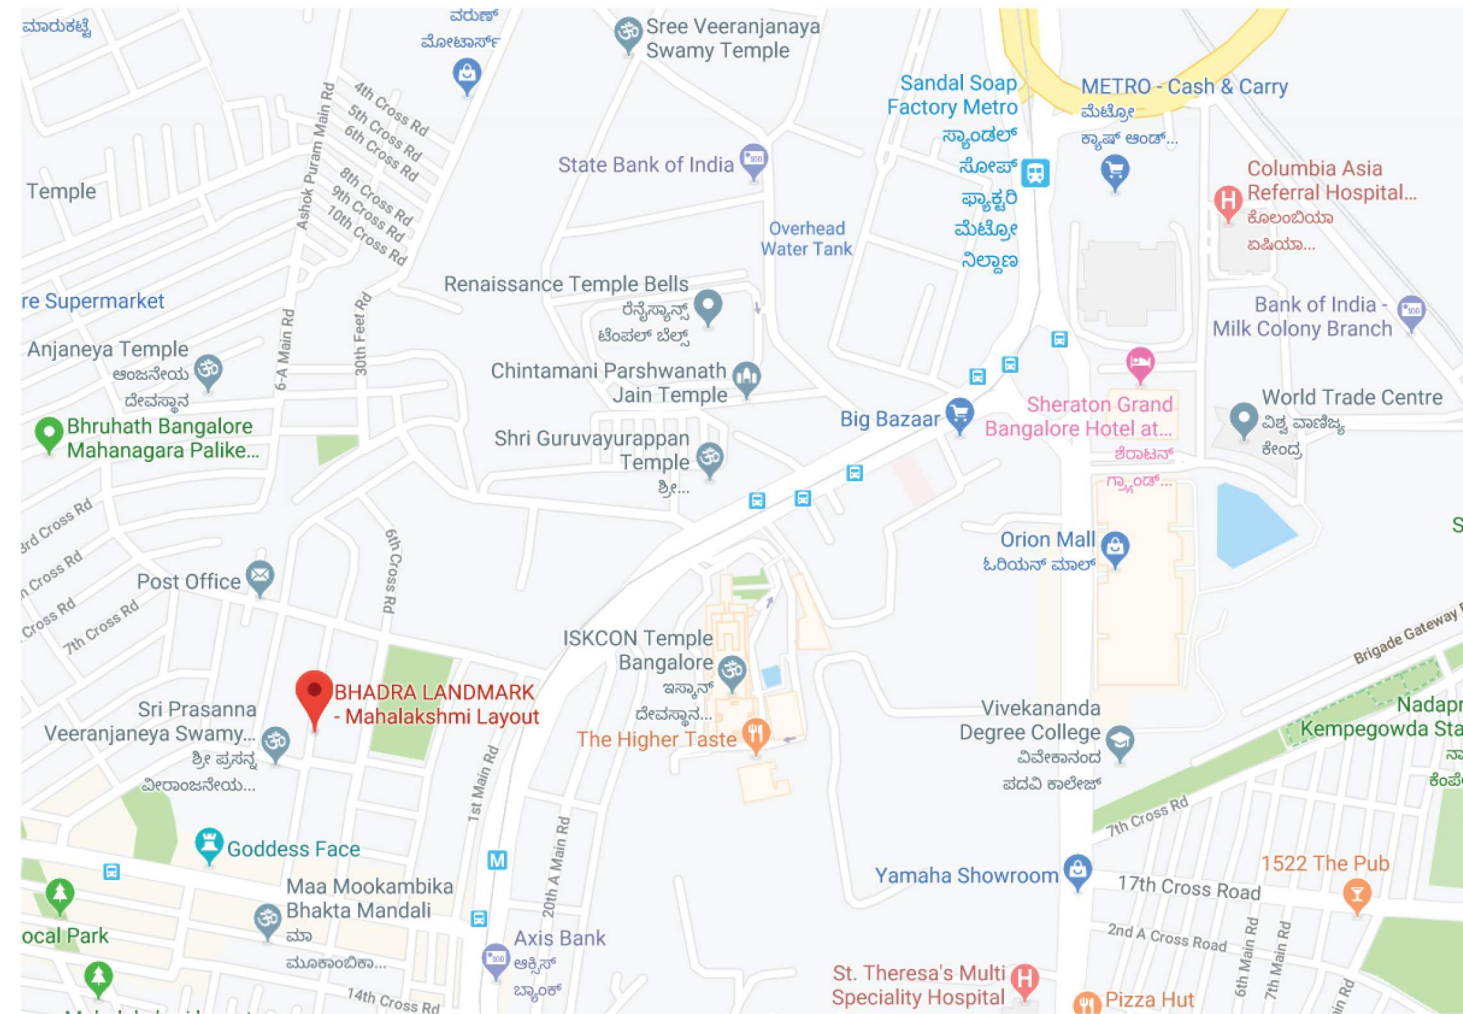 ಮಾರುಕಟ್ಟೆ
ವರುಣ್
ಮೋಟಾರ್ಸ್
Sree Veeranjanaya
Swamy Temple
Sandal Soap
Factory Metro
ಸ್ಯಾಂಡಲ್
ಸೋಪ್
ಫ್ಯಾಕ್ಟರಿ
ಮೆಟ್ರೋ
ನಿಲ್ದಾಣ
METRO - Cash & Carry
ಮೆಟ್ರೋ
ಕ್ಯಾಷ್ ಆಂಡ್...
4th Cross Rd
5th Cross Rd
6th Cross Rd
8th Cross Rd
9th Cross Rd
10th Cross Rd
Ashok Puram Main Rd
Temple
State Bank of India
Columbia Asia
Referral Hospital...
ಕೊಲಂಬಿಯಾ
ಏಷಿಯಾ...
Overhead
Water Tank
re Supermarket
Renaissance Temple Bells
ರೆನೈಸ್ಯಾನ್ಸ್
ಟೆಂಪಲ್ ಬೆಲ್ಸ್
Bank of India -
Milk Colony Branch
6-A Main Rd
30th Feet Rd
Anjaneya Temple
ಆಂಜನೇಯ
ದೇವಸ್ಥಾನ
Chintamani Parshwanath
Jain Temple
Big Bazaar
Sheraton Grand
Bangalore Hotel at...
ಶೆರಾಟನ್
ಗ್ರ್ಯಾಂಡ್...
World Trade Centre
ವಿಶ್ವ ವಾಣಿಜ್ಯ
ಕೇಂದ್ರ
Bhruhath Bangalore
Mahanagara Palike...
Shri Guruvayurappan
Temple
ಶ್ರೀ...
3rd Cross Rd
Cross Rd
Cross Rd
7th Cross Rd
6th Cross Rd
Post Office
Orion Mall
ಓರಿಯನ್ ಮಾಲ್
ISKCON Temple
Bangalore
ಇಸ್ಕಾನ್
ದೇವಸ್ಥಾನ...
Brigade Gateway
BHADRA LANDMARK
- Mahalakshmi Layout
Sri Prasanna
Veeranjaneya Swamy...
ಶ್ರೀ ಪ್ರಸನ್ನ
ವೀರಾಂಜನೇಯ...
The Higher Taste
Vivekananda
Degree College
ವಿವೇಕಾನಂದ
ಪದವಿ ಕಾಲೇಜ್
Nadapr
Kempegowda Sta
ನಾ
ಕೆಂಪೇ
1st Main Rd
7th Cross Rd
Goddess Face
M
20th A Main Rd
Yamaha Showroom
17th Cross Road
1522 The Pub
Maa Mookambika
Bhakta Mandali
ಮಾ
ಮೂಕಾಂಬಿಕಾ...
ocal Park
Axis Bank
ಆಕ್ಸಿಸ್
ಬ್ಯಾಂಕ್
2nd A Cross Road
6th Main Rd
7th Main Rd
in Rd
14th Cross Rd
St. Theresa's Multi
Speciality Hospital
Pizza Hut